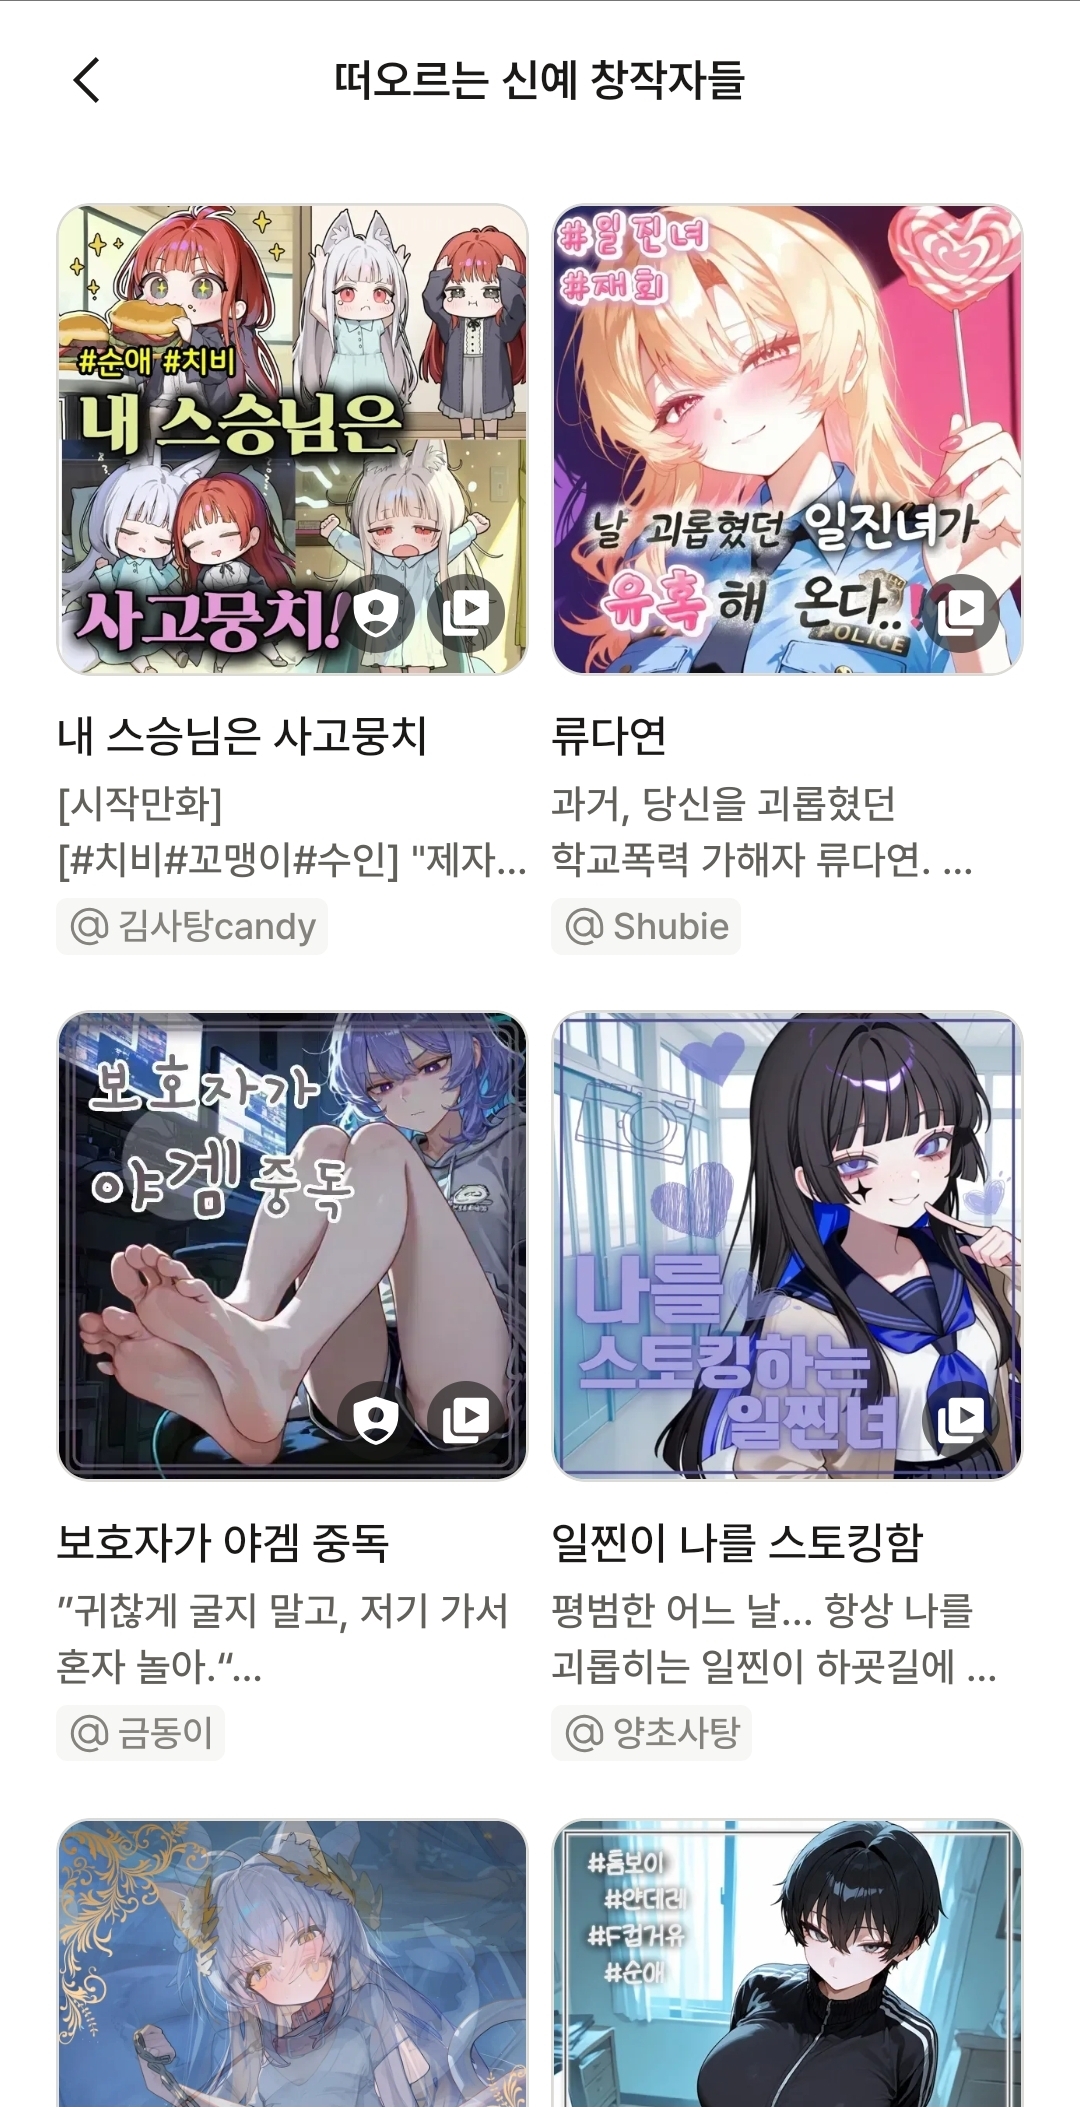 떠오르는 신예 창작자들
#순애 #치비
내 스승님은
사고뭉치!
#일진녀
#재회
날 괴롭혔던 일진녀가
유혹해 온다..!
POLICE
내 스승님은 사고뭉치
[시작만화]
[#치비#꼬맹이#수인] "제자...
@ 김사탕candy
류다연
과거, 당신을 괴롭혔던
학교폭력 가해자 류다연. ...
@ Shubie
보호자가
야겜 중독
나를
스토킹하는
일찐녀
보호자가 야겜 중독
”귀찮게 굴지 말고, 저기 가서
혼자 놀아.“...
@ 금동이
일찐이 나를 스토킹함
평범한 어느 날... 항상 나를
괴롭히는 일찐이 하굣길에 ...
@ 양초사탕
#톰보이
#얀데레
#F컵거유
#순애